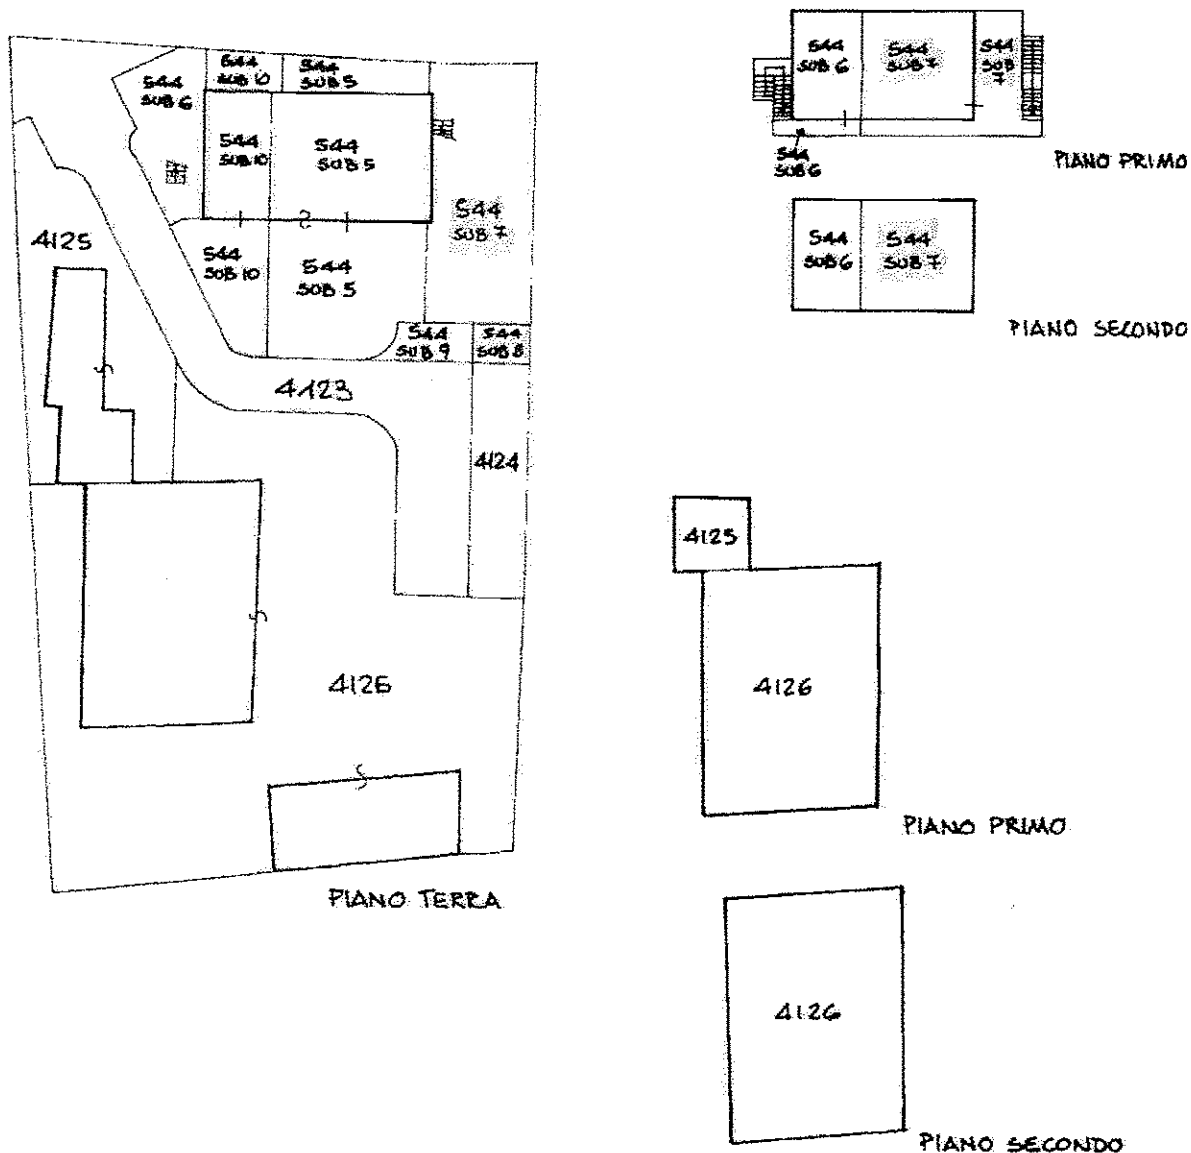 544
SUB 6
544
SUB 10
544
SUB 5
544
SUB 10
544
SUB 5
544
SUB 7
4125
544
SUB 10
544
SUB 5
544
SUB 9
544
SUB 8
4123
4124
4126
PIANO TERRA
544
SUB 6
544
SUB 7
544
SUB
7
544
SUB 6
PIANO PRIMO
544
SUB 6
544
SUB 7
PIANO SECONDO
4125
4126
PIANO PRIMO
4126
PIANO SECONDO